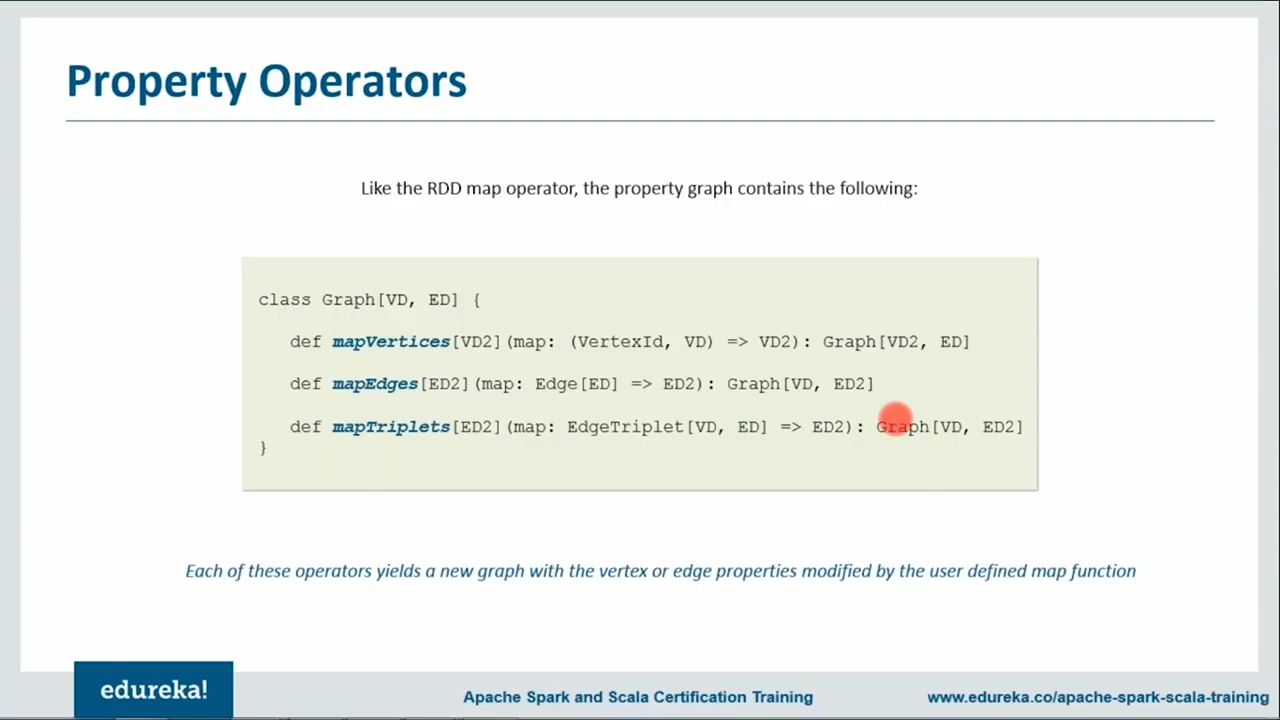 Property Operators
Like the RDD map operator, the property graph contains the following:
class Graph[VD, ED] {
def mapVertices[VD2](map: (VertexId, VD) => VD2): Graph[VD2, ED]
def mapEdges[ED2](map: Edge[ED] => ED2): Graph[VD, ED2]
def mapTriplets[ED2](map: EdgeTriplet[VD, ED] => ED2): Graph[VD, ED2]
}
Each of these operators yields a new graph with the vertex or edge properties modified by the user defined map function
edureka!
Apache Spark and Scala Certification Training
www.edureka.co/apache-spark-scala-training